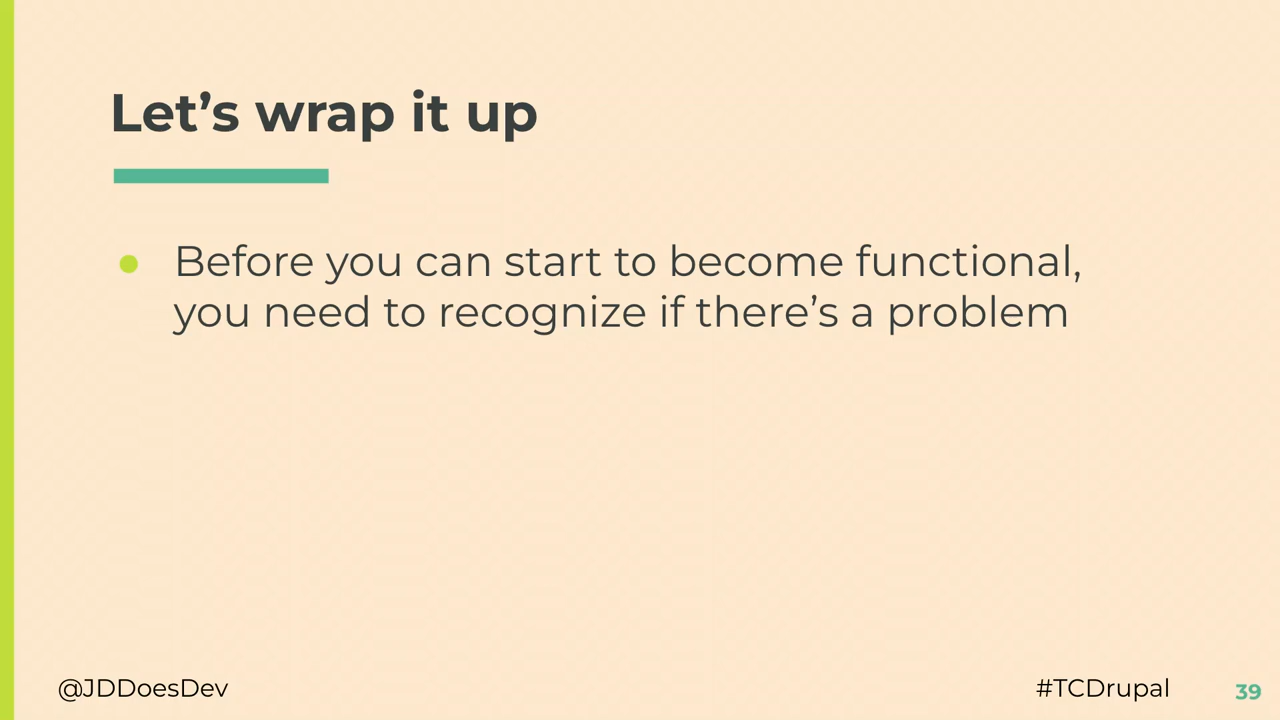 Let’s wrap it up
● Before you can start to become functional,
you need to recognize if there’s a problem
@JDDoesDev
#TCDrupal
39